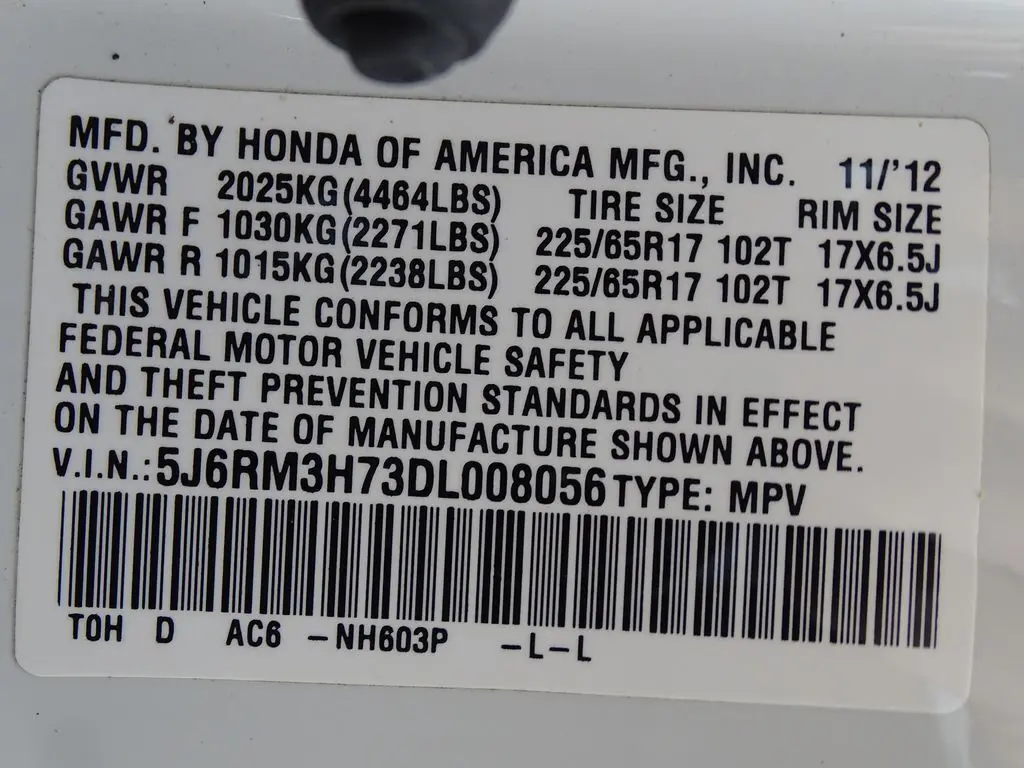 MFD. BY HONDA OF AMERICA MFG., INC. 11/'12
GVWR 2025KG(4464LBS) TIRE SIZE RIM SIZE
GAWR F 1030KG(2271LBS) 225/65R17 102T 17X6.5J
GAWR R 1015KG(2238LBS) 225/65R17 102T 17X6.5J
THIS VEHICLE CONFORMS TO ALL APPLICABLE
FEDERAL MOTOR VEHICLE SAFETY
AND THEFT PREVENTION STANDARDS IN EFFECT
ON THE DATE OF MANUFACTURE SHOWN ABOVE.
V.I.N.:5J6RM3H73DL008056 TYPE: MPV
T0H D AC6 -NH603P -L-L